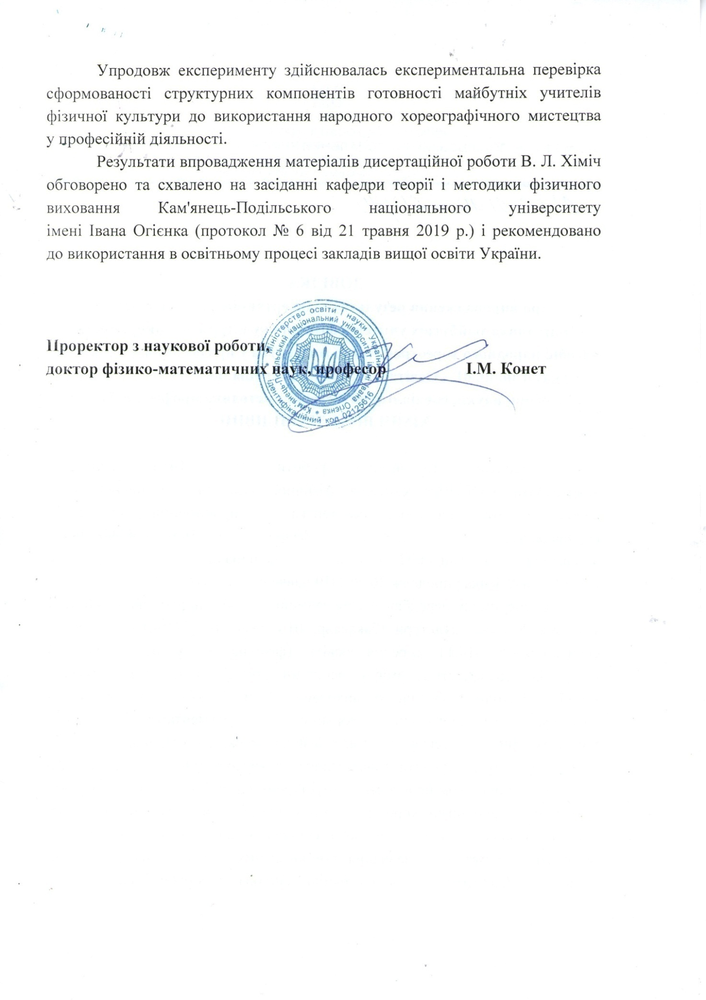 Упродовж експерименту здійснювалась експериментальна перевірка
сформованості структурних компонентів готовності майбутніх учителів
фізичної культури до використання народного хореографічного мистецтва
у професійній діяльності.
Результати впровадження матеріалів дисертаційної роботи В. Л. Хіміч
обговорено та схвалено на засіданні кафедри теорії і методики фізичного
виховання Кам'янець-Подільського національного університету
імені Івана Огієнка (протокол № 6 від 21 травня 2019 р.) і рекомендовано
до використання в освітньому процесі закладів вищої освіти України.
Проректор з наукової роботи,
доктор фізико-математичних наук, професор І.М. Конет
Міністерство освіти і науки України
Кам'янець-Подільський національний університет імені Івана Огієнка
ідентифікаційний код 02125616